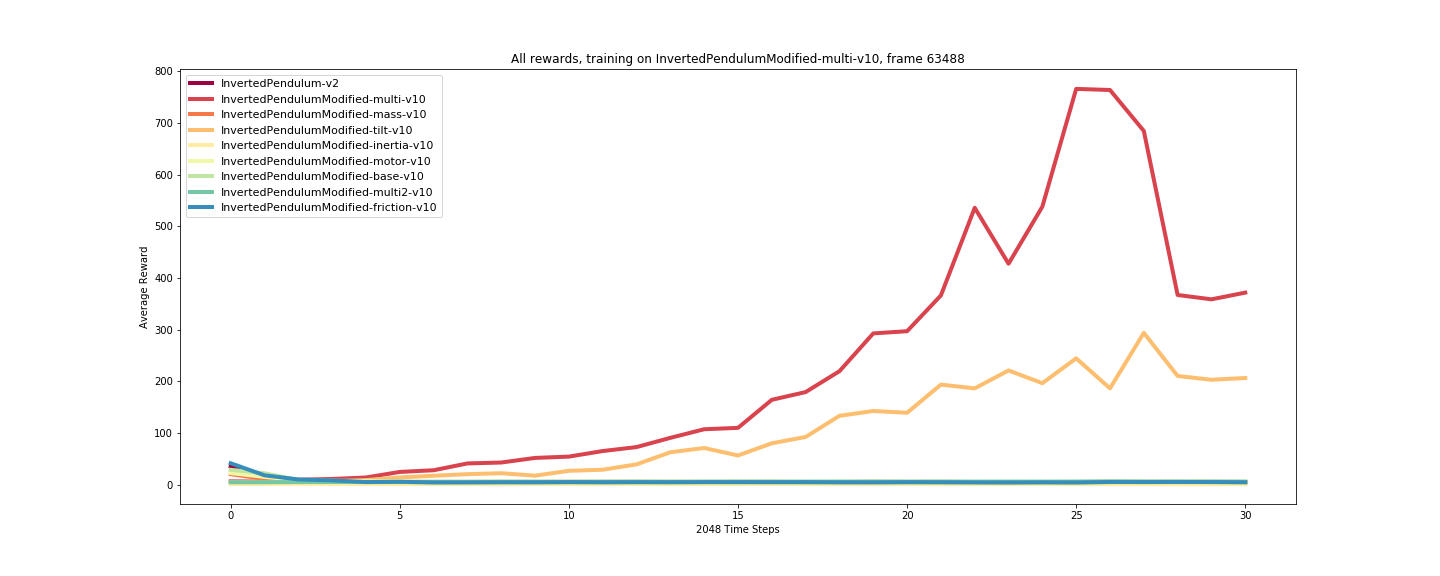 All rewards, training on InvertedPendulumModified-multi-v10, frame 63488
800
700
600
500
400
300
200
100
0
Average Reward
InvertedPendulum-v2
InvertedPendulumModified-multi-v10
InvertedPendulumModified-mass-v10
InvertedPendulumModified-tilt-v10
InvertedPendulumModified-inertia-v10
InvertedPendulumModified-motor-v10
InvertedPendulumModified-base-v10
InvertedPendulumModified-multi2-v10
InvertedPendulumModified-friction-v10
0 5 10 15 20 25 30
2048 Time Steps